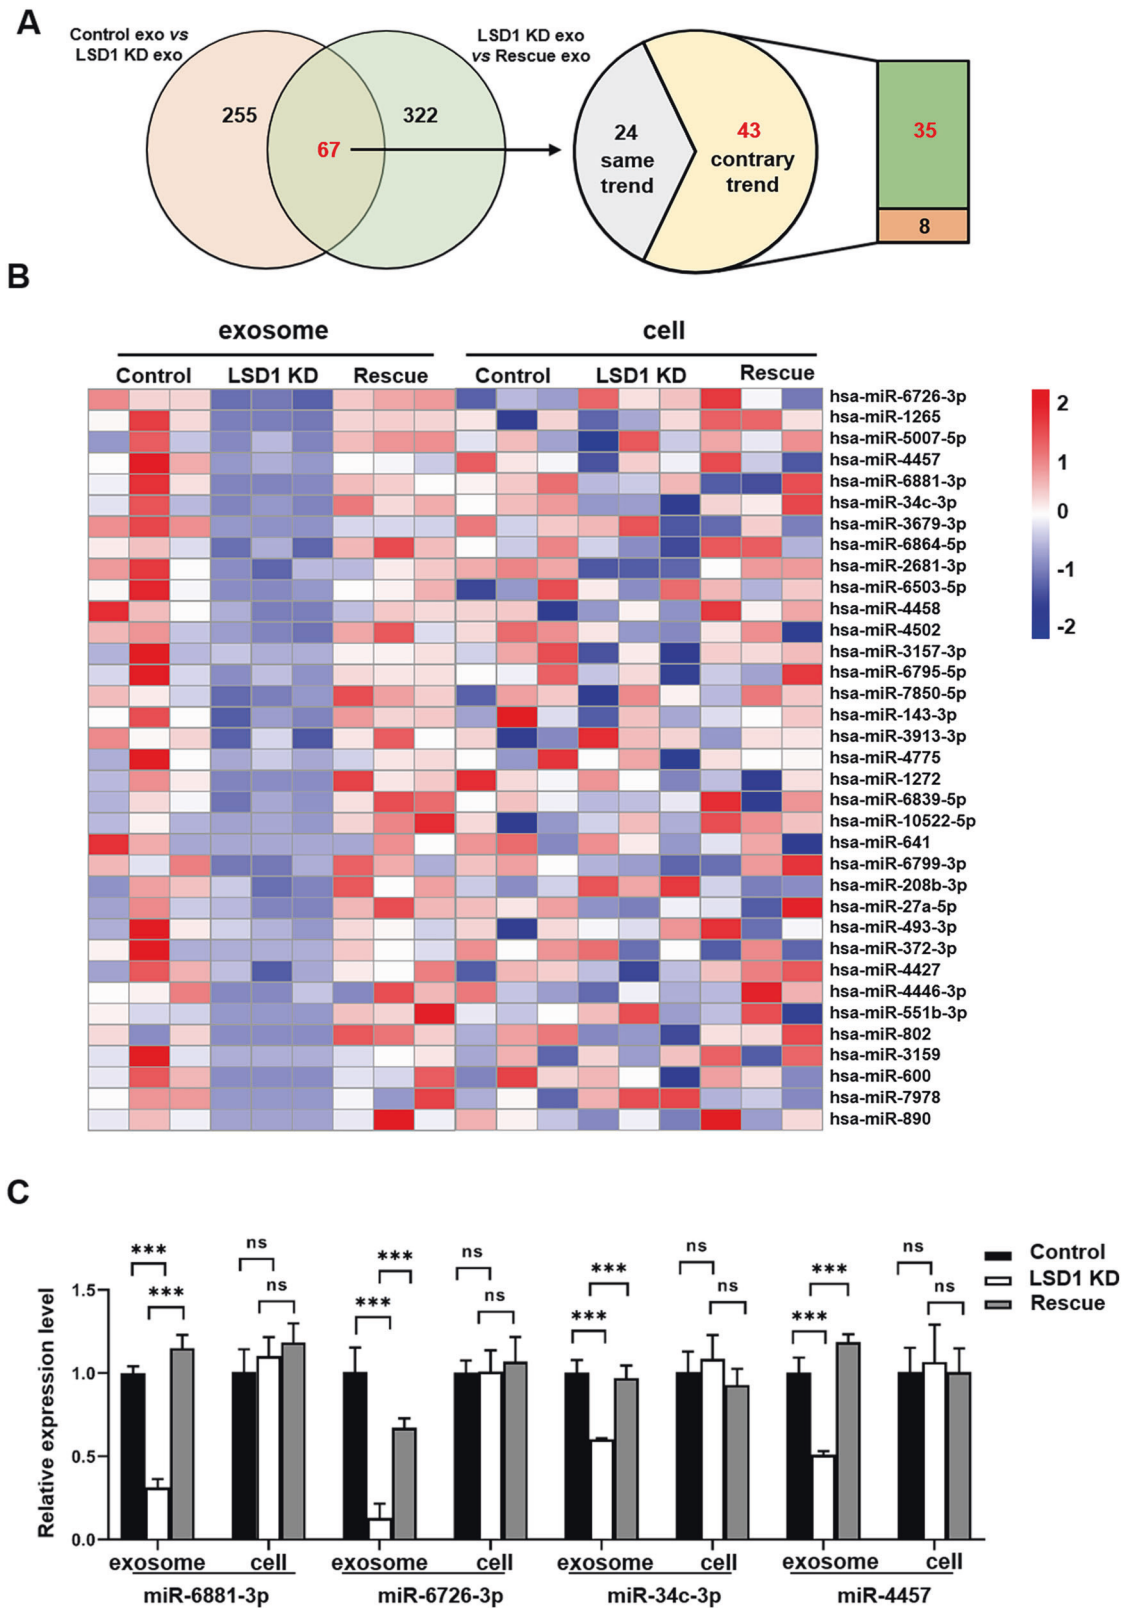 A
Control exo vs
LSD1 KD exo
LSD1 KD exo
vs Rescue exo
255
67
322
24
same
trend
43
contrary
trend
35
8
B
exosome
cell
Control
LSD1 KD
Rescue
Control
LSD1 KD
Rescue
hsa-miR-6726-3p
hsa-miR-1265
hsa-miR-5007-5p
hsa-miR-4457
hsa-miR-6881-3p
hsa-miR-34c-3p
hsa-miR-3679-3p
hsa-miR-6864-5p
hsa-miR-2681-3p
hsa-miR-6503-5p
hsa-miR-4458
hsa-miR-4502
hsa-miR-3157-3p
hsa-miR-6795-5p
hsa-miR-7850-5p
hsa-miR-143-3p
hsa-miR-3913-3p
hsa-miR-4775
hsa-miR-1272
hsa-miR-6839-5p
hsa-miR-10522-5p
hsa-miR-641
hsa-miR-6799-3p
hsa-miR-208b-3p
hsa-miR-27a-5p
hsa-miR-493-3p
hsa-miR-372-3p
hsa-miR-4427
hsa-miR-4446-3p
hsa-miR-551b-3p
hsa-miR-802
hsa-miR-3159
hsa-miR-600
hsa-miR-7978
hsa-miR-890
2
1
0
-1
-2
C
Relative expression level
1.5
1.0
0.5
0.0
***
***
ns
ns
***
***
ns
ns
***
***
ns
ns
***
***
ns
ns
Control
LSD1 KD
Rescue
exosome
cell
exosome
cell
exosome
cell
exosome
cell
miR-6881-3p
miR-6726-3p
miR-34c-3p
miR-4457